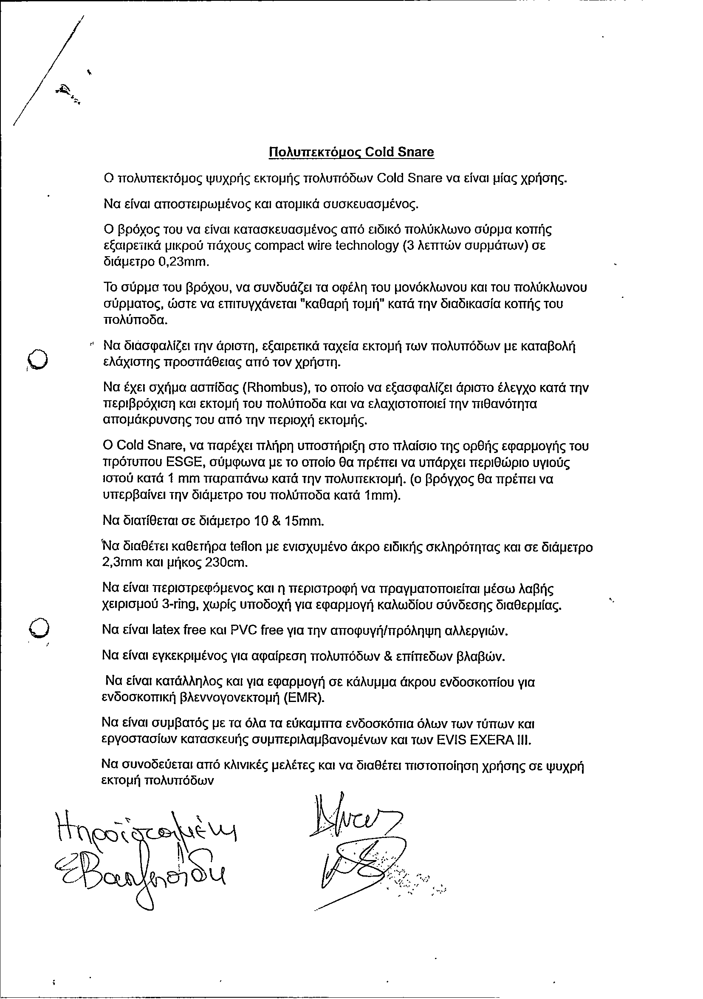 Πολυπεκτόμος Cold Snare
Ο πολυπεκτόμος ψυχρής εκτομής πολυπόδων Cold Snare να είναι μίας χρήσης.
Να είναι αποστειρωμένος και ατομικά συσκευασμένος.
Ο βρόχος του να είναι κατασκευασμένος από ειδικό πολύκλωνο σύρμα κοπής
εξαιρετικά μικρού πάχους compact wire technology (3 λεπτών συρμάτων) σε
διάμετρο 0,23mm.
Το σύρμα του βρόχου, να συνδυάζει τα οφέλη του μονόκλωνου και του πολύκλωνου
σύρματος, ώστε να επιτυγχάνεται "καθαρή τομή" κατά την διαδικασία κοπής του
πολύποδα.
Να διασφαλίζει την άριστη, εξαιρετικά ταχεία εκτομή των πολυπόδων με καταβολή
ελάχιστης προσπάθειας από τον χρήστη.
Να έχει σχήμα ασπίδας (Rhombus), το οποίο να εξασφαλίζει άριστο έλεγχο κατά την
περιβρόχιση και εκτομή του πολύποδα και να ελαχιστοποιεί την πιθανότητα
απομάκρυνσης του από την περιοχή εκτομής.
Ο Cold Snare, να παρέχει πλήρη υποστήριξη στο πλαίσιο της ορθής εφαρμογής του
πρότυπου ESGE, σύμφωνα με το οποίο θα πρέπει να υπάρχει περιθώριο υγιούς
ιστού κατά 1 mm παραπάνω κατά την πολυπεκτομή. (ο βρόγχος θα πρέπει να
υπερβαίνει την διάμετρο του πολύποδα κατά 1mm).
Να διατίθεται σε διάμετρο 10 & 15mm.
Να διαθέτει καθετήρα teflon με ενισχυμένο άκρο ειδικής σκληρότητας και σε διάμετρο
2,3mm και μήκος 230cm.
Να είναι περιστρεφόμενος και η περιστροφή να πραγματοποιείται μέσω λαβής
χειρισμού 3-ring, χωρίς υποδοχή για εφαρμογή καλωδίου σύνδεσης διαθερμίας.
Να είναι latex free και PVC free για την αποφυγή/πρόληψη αλλεργιών.
Να είναι εγκεκριμένος για αφαίρεση πολυπόδων & επίπεδων βλαβών.
Να είναι κατάλληλος και για εφαρμογή σε κάλυμμα άκρου ενδοσκοπίου για
ενδοσκοπική βλεννογονεκτομή (EMR).
Να είναι συμβατός με τα όλα τα εύκαμπτα ενδοσκόπια όλων των τύπων και
εργοστασίων κατασκευής συμπεριλαμβανομένων και των EVIS EXERA III.
Να συνοδεύεται από κλινικές μελέτες και να διαθέτει πιστοποίηση χρήσης σε ψυχρή
εκτομή πολυπόδων